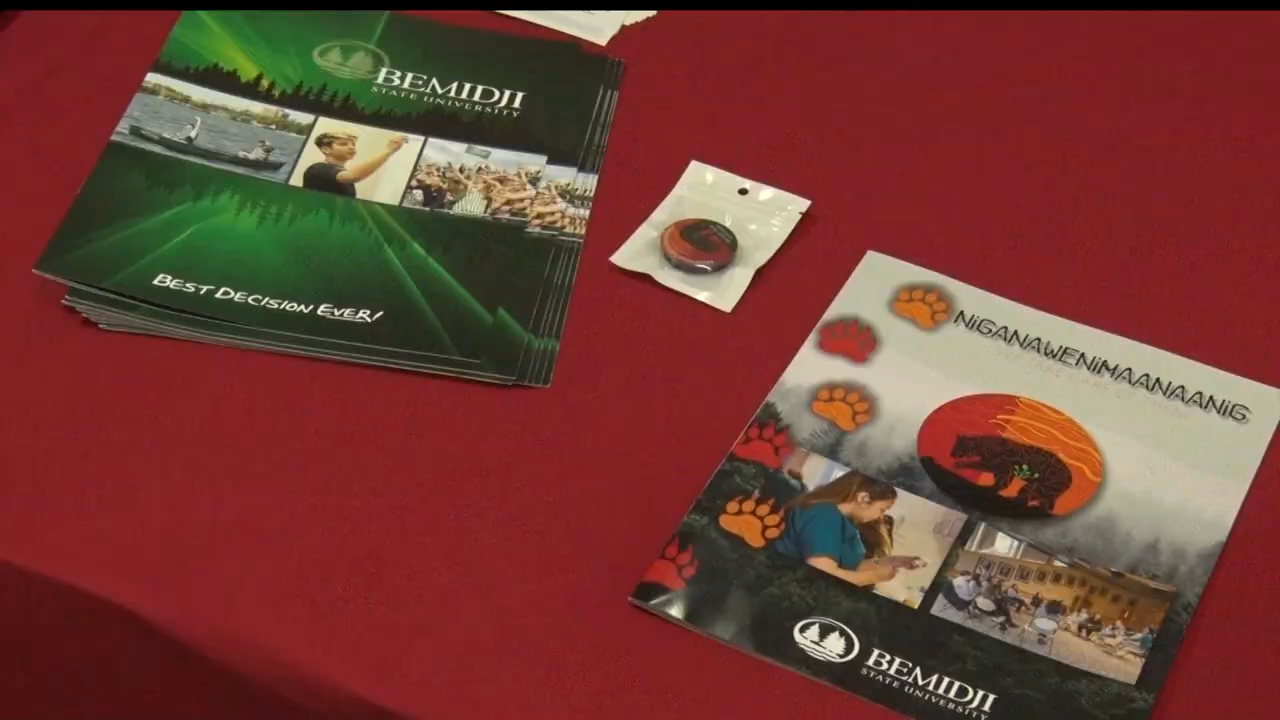 BEMIDJI
STATE UNIVERSITY
BEST DECISION EVER!
NiGANAWENiMAANAANiG
BEMIDJI
STATE UNIVERSITY